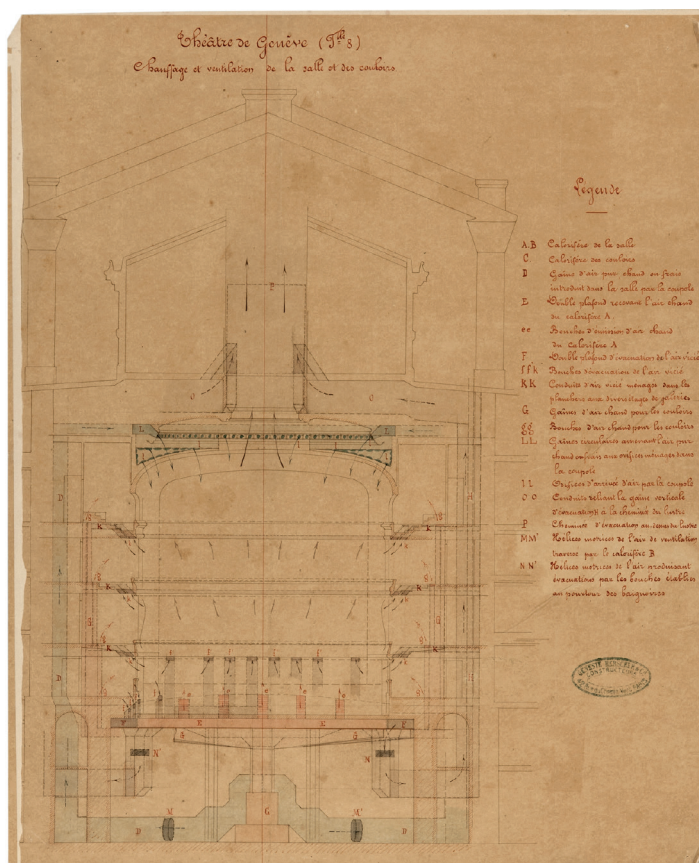 Théâtre de Genève (Slle 8)
Chauffage et ventilation de la salle et des couloirs.
Légende
A.B Calorifère de la salle
C. Calorifère des couloirs
D Gaine d'air pur chaud ou frais
introduit dans la salle par la coupole
E Double plafond recevant l'air chaud
du calorifère A
ee Bouches d'émission d'air chaud
du Calorifère A
F Double plafond d'évacuation de l'air vicié
ffk Bouches d'évacuation de l'air vicié
KK Conduits d'air vicié ménagés dans les
planchers aux divers étages de galeries
G Gaines d'air chaud pour les couloirs
gg Bouches d'air chaud pour les couloirs
LL Gaines circulaires amenant l'air pur
chaud ou frais aux orifices ménagés dans
la coupole
ll Orifices d'arrivée d'air par la coupole
OO Conduits reliant la gaine verticale
d'évacuation à la cheminée du lustre
P Cheminée d'évacuation au dessus du lustre
MM' Hélices motrices de l'air de ventilation
traversé par le calorifère B
NN' Hélices motrices de l'air produisant
évacuations par les bouches établies
au pourtour des baignoires
P
O O
L L
D
H
K K
K K
K K
G G
F E E F
G G
N' N
A
M M'
D G D